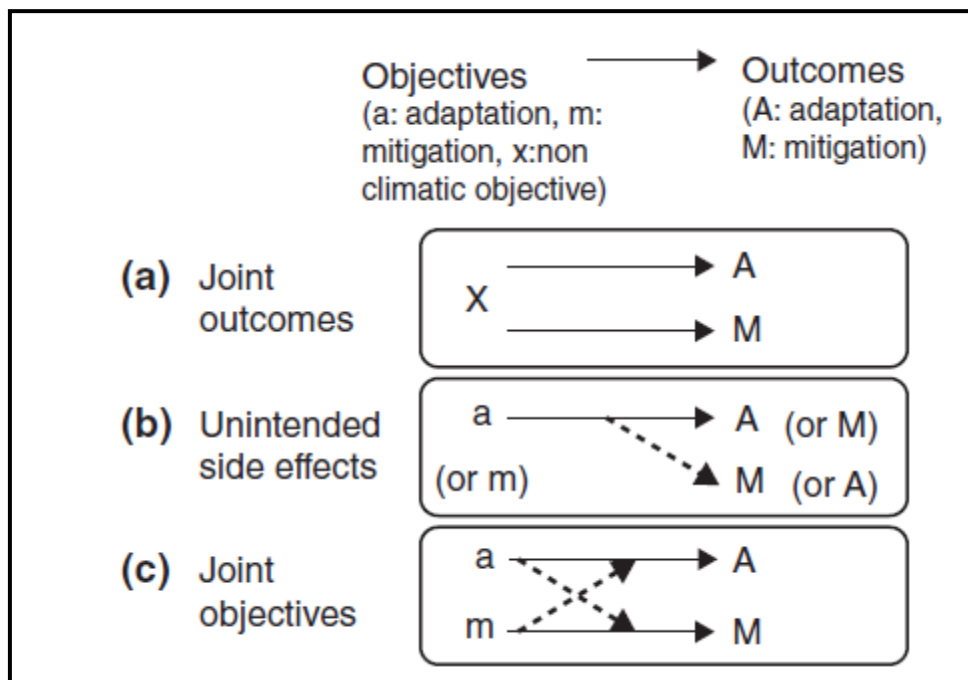 Objectives
(a: adaptation, m:
mitigation, x:non
climatic objective)
Outcomes
(A: adaptation,
M: mitigation)
(a) Joint
outcomes
X
A
M
(b) Unintended
side effects
a
(or m)
A (or M)
M (or A)
(c) Joint
objectives
a
m
A
M